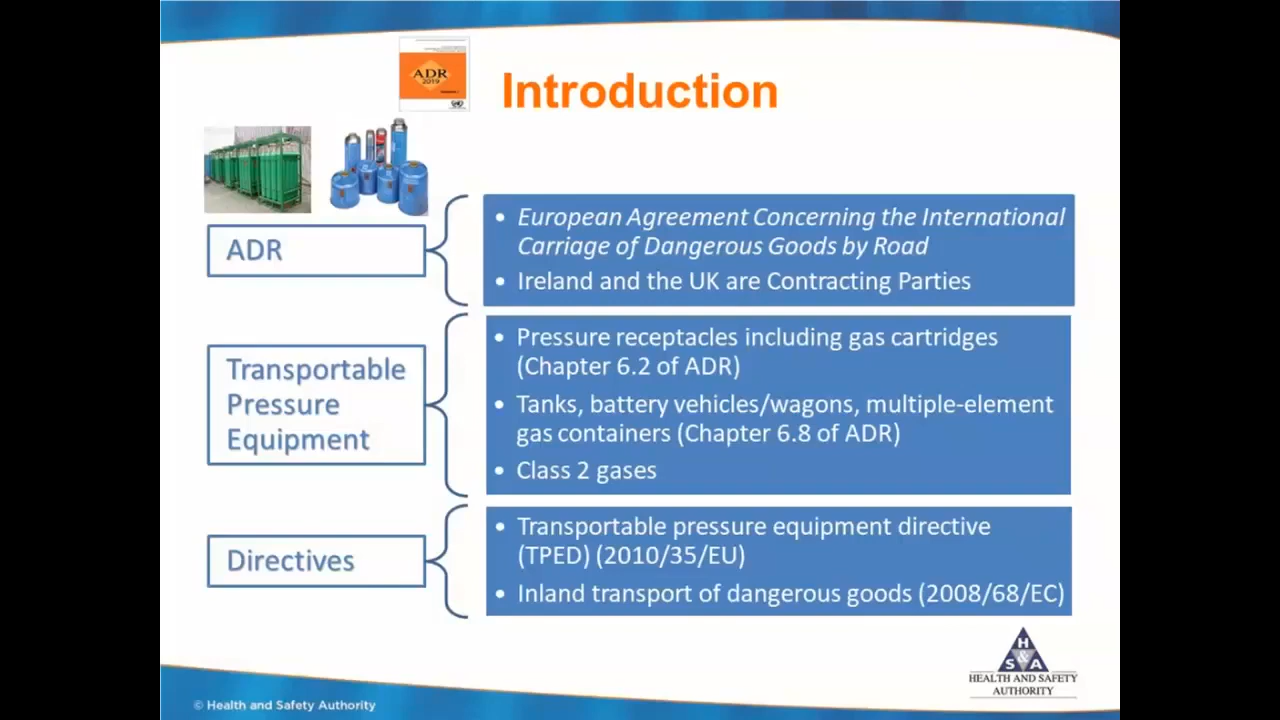 ADR
2019
Introduction
ADR
• European Agreement Concerning the International
Carriage of Dangerous Goods by Road
• Ireland and the UK are Contracting Parties
Transportable
Pressure
Equipment
• Pressure receptacles including gas cartridges
(Chapter 6.2 of ADR)
• Tanks, battery vehicles/wagons, multiple-element
gas containers (Chapter 6.8 of ADR)
• Class 2 gases
Directives
• Transportable pressure equipment directive
(TPED) (2010/35/EU)
• Inland transport of dangerous goods (2008/68/EC)
H
&
S A
HEALTH AND SAFETY
AUTHORITY
© Health and Safety Authority